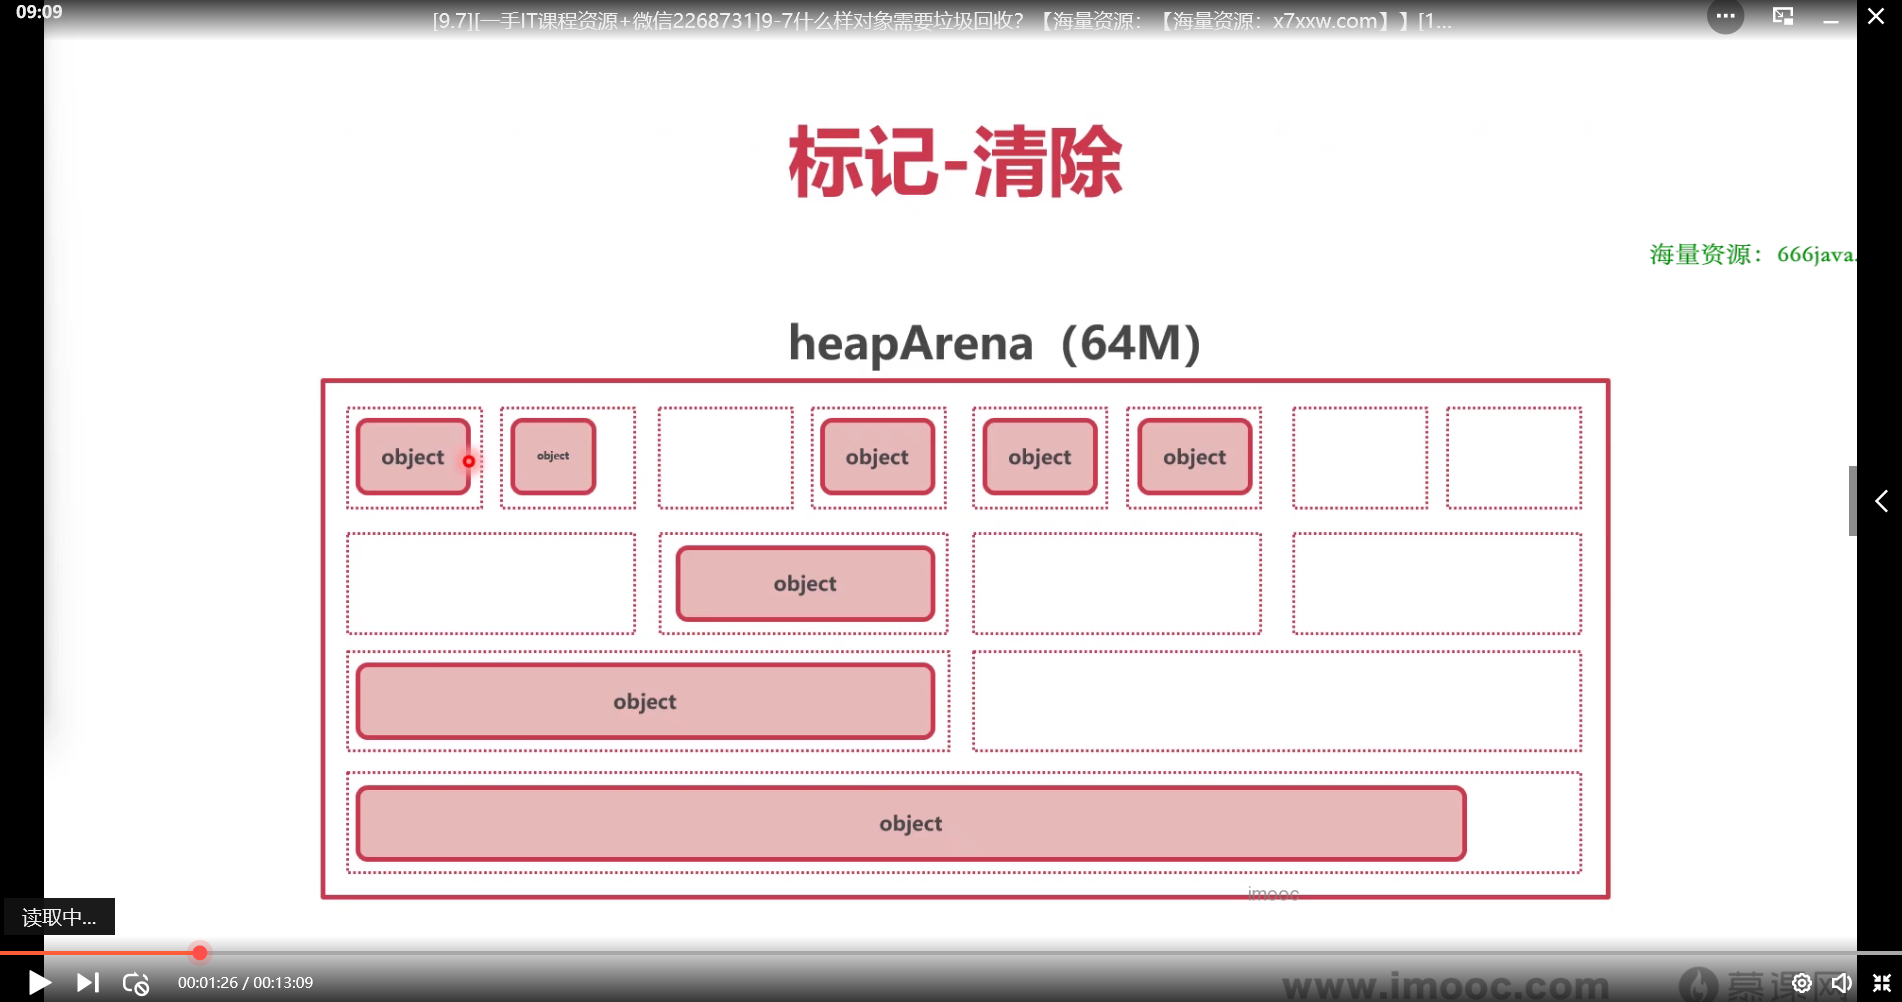 09:09
[9.7][一手IT课程资源+微信2268731]9-7什么样对象需要垃圾回收？【海量资源：【海量资源：x7xxw.com】】[1...
标记-清除
海量资源：666java.
heapArena（64M）
object object object object object
object
object
object
imooc
读取中...
00:01:26 / 00:13:09
www.imooc.com
慕课网